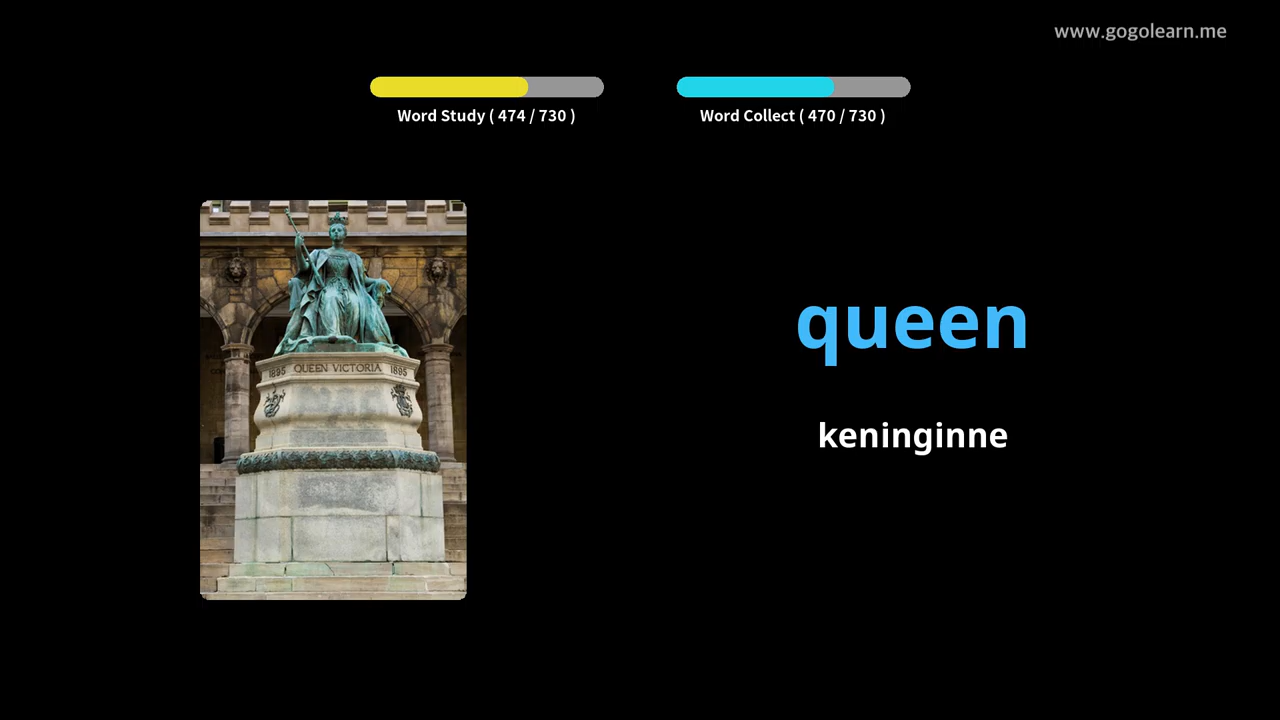 www.gogolearn.me
Word Study ( 474 / 730 )
Word Collect ( 470 / 730 )
1895 QUEEN VICTORIA 1895
queen
keninginne